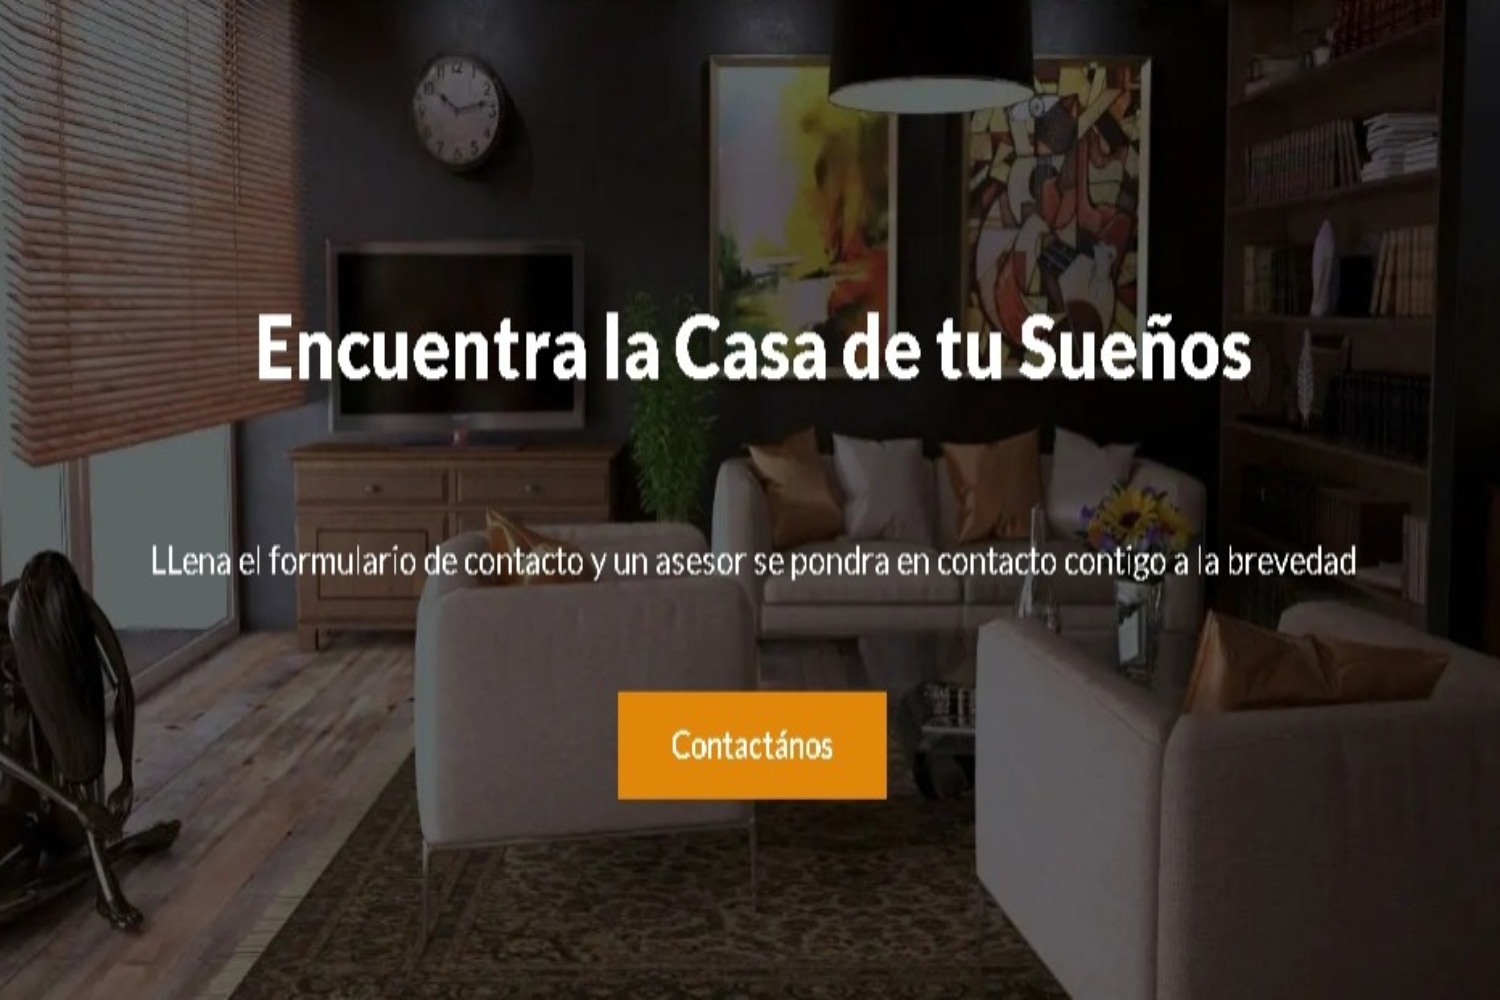 Encuentra la Casa de tu Sueños
LLena el formulario de contacto y un asesor se pondra en contacto contigo a la brevedad
Contactános